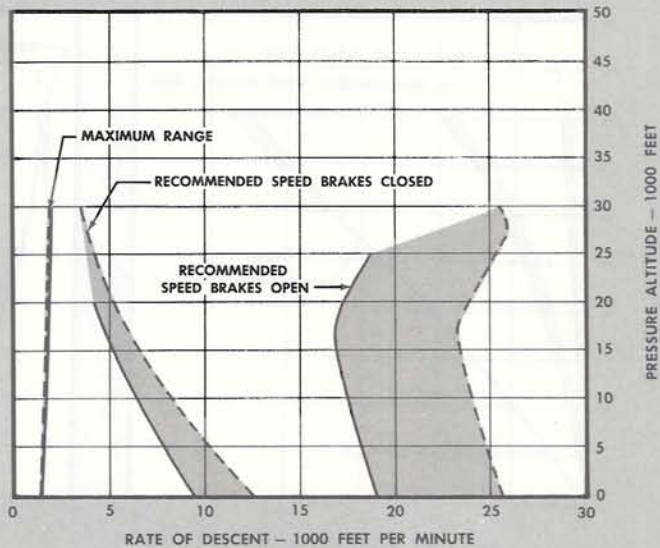 50
45
40
35
30
25
20
15
10
5
0
PRESSURE ALTITUDE — 1000 FEET
MAXIMUM RANGE
RECOMMENDED SPEED BRAKES CLOSED
RECOMMENDED
SPEED BRAKES OPEN
0 5 10 15 20 25 30
RATE OF DESCENT — 1000 FEET PER MINUTE